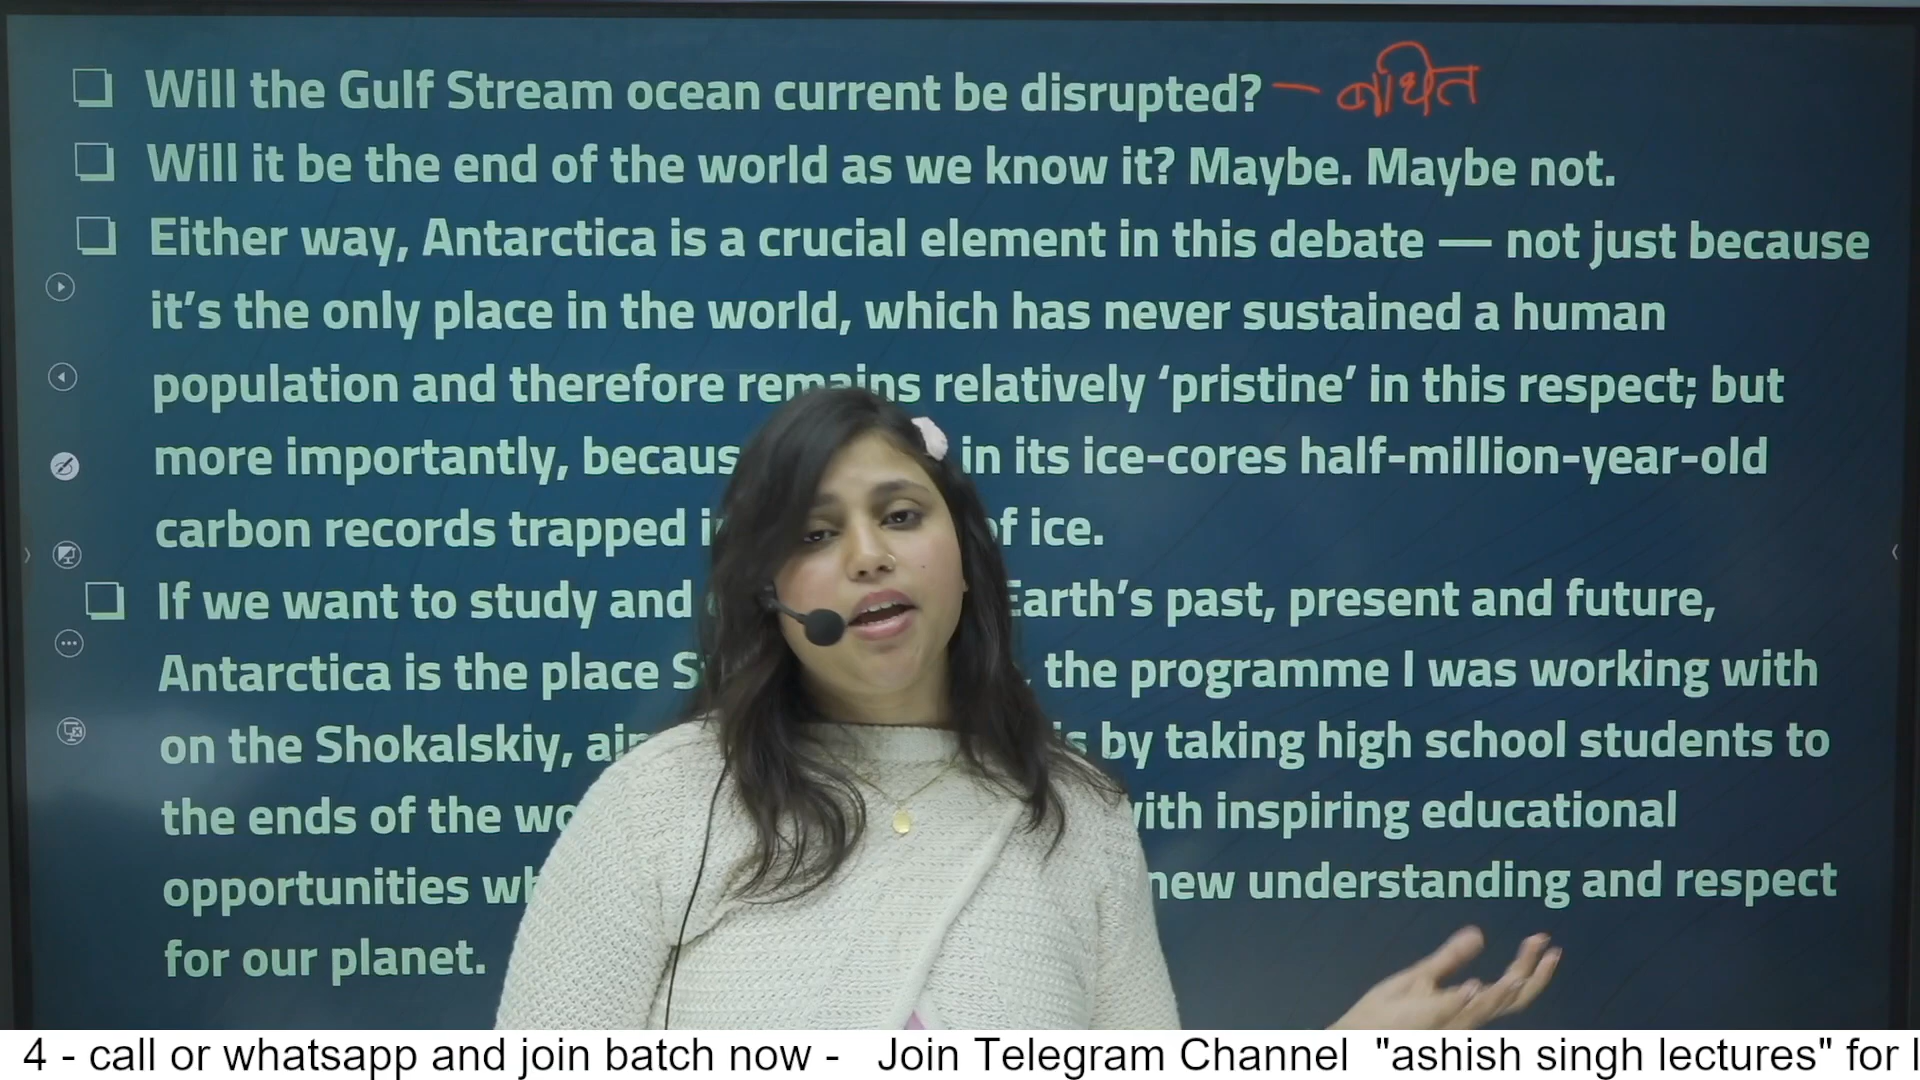 Will the Gulf Stream ocean current be disrupted? — बाधित
Will it be the end of the world as we know it? Maybe. Maybe not.
Either way, Antarctica is a crucial element in this debate — not just because
it's the only place in the world, which has never sustained a human
population and therefore remains relatively ‘pristine’ in this respect; but
more importantly, in its ice-cores half-million-year-old
carbon records trapped ice.
If we want to study and Earth's past, present and future,
Antarctica is the place the programme I was working with
on the Shokalskiy, by taking high school students to
the ends of the with inspiring educational
opportunities new understanding and respect
for our planet.
4 - call or whatsapp and join batch now - Join Telegram Channel "ashish singh lectures" for